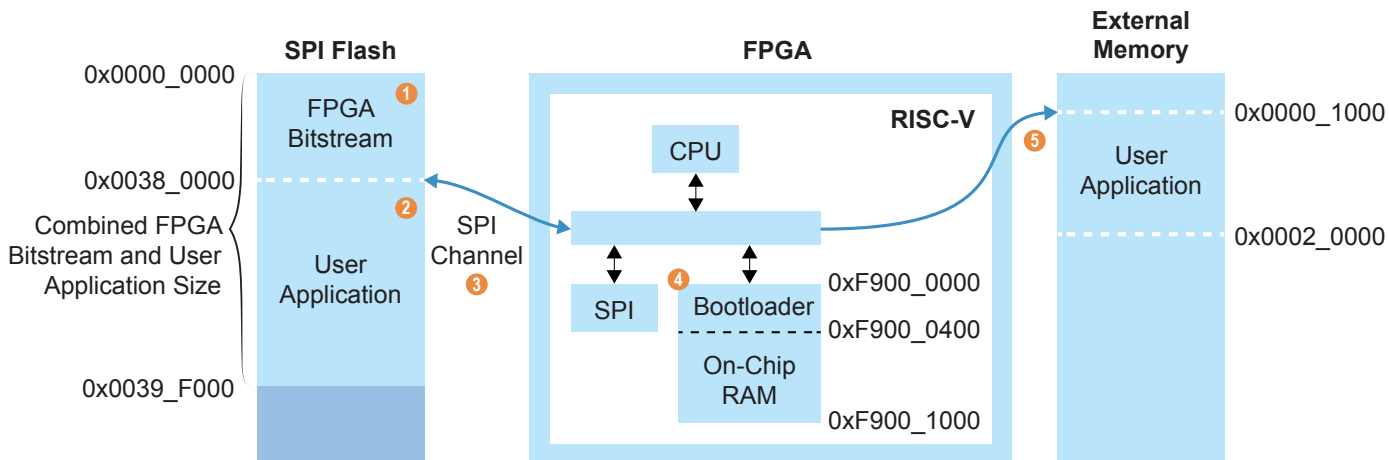 SPI Flash
FPGA
External
Memory
0x0000_0000
1
FPGA
Bitstream
0x0038_0000
2
Combined FPGA
Bitstream and User
Application Size
User
Application
0x0039_F000
SPI
Channel
3
RISC-V
CPU
4
SPI
Bootloader
On-Chip
RAM
0xF900_0000
0xF900_0400
0xF900_1000
5
0x0000_1000
User
Application
0x0002_0000